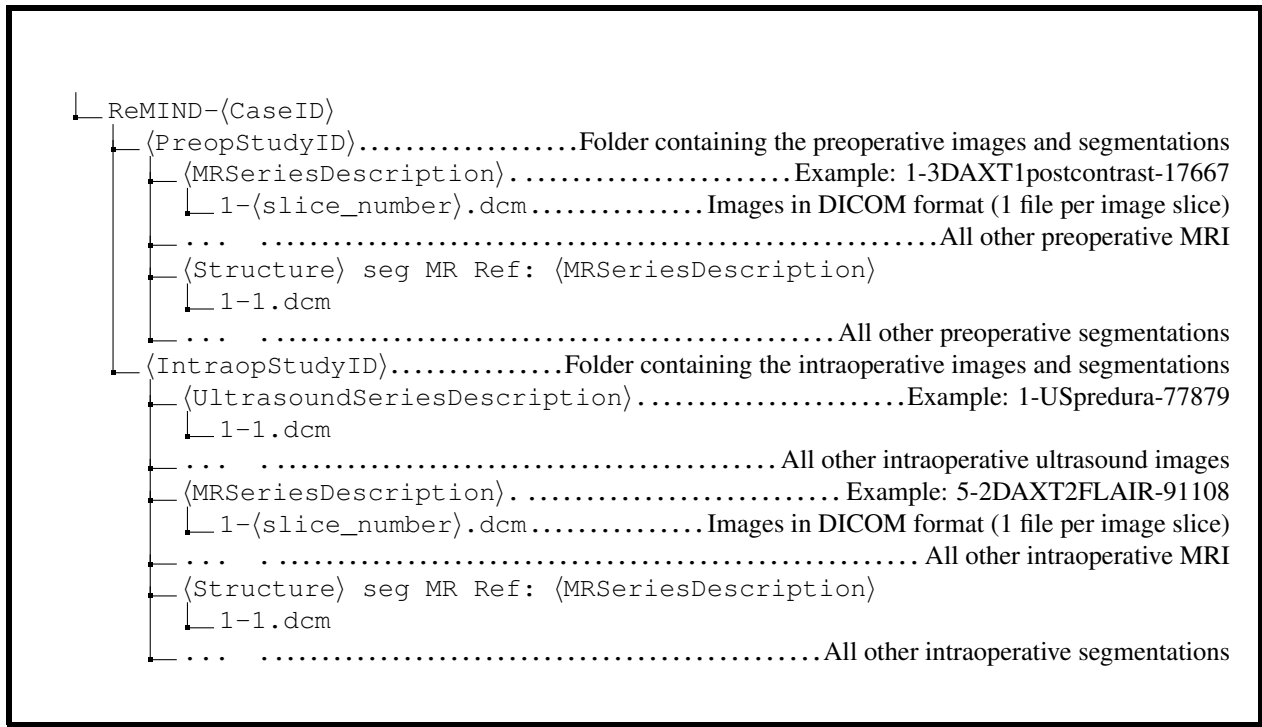 ReMIND-⟨CaseID⟩
⟨PreopStudyID⟩...................Folder containing the preoperative images and segmentations
⟨MRSeriesDescription⟩........................Example: 1-3DAXT1postcontrast-17667
1-⟨slice_number⟩.dcm...............Images in DICOM format (1 file per image slice)
... ............................................................All other preoperative MRI
⟨Structure⟩ seg MR Ref: ⟨MRSeriesDescription⟩
1-1.dcm
... ..................................................All other preoperative segmentations
⟨IntraopStudyID⟩...............Folder containing the intraoperative images and segmentations
⟨UltrasoundSeriesDescription⟩.......................Example: 1-USpredura-77879
1-1.dcm
... .............................................All other intraoperative ultrasound images
⟨MRSeriesDescription⟩.............................Example: 5-2DAXT2FLAIR-91108
1-⟨slice_number⟩.dcm...............Images in DICOM format (1 file per image slice)
... ..........................................................All other intraoperative MRI
⟨Structure⟩ seg MR Ref: ⟨MRSeriesDescription⟩
1-1.dcm
... .................................................All other intraoperative segmentations